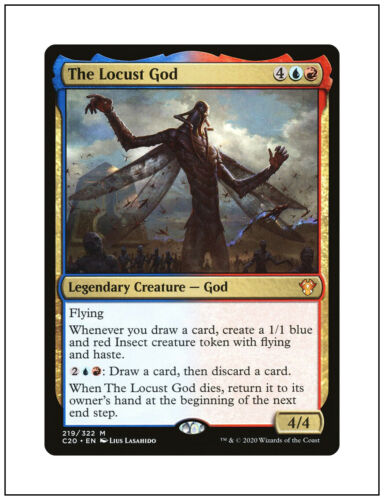 The Locust God 4
Legendary Creature — God
Flying
Whenever you draw a card, create a 1/1 blue
and red Insect creature token with flying
and haste.
2: Draw a card, then discard a card.
When The Locust God dies, return it to its
owner's hand at the beginning of the next
end step.
4/4
219/322 M
C20 • EN Lius Lasahido
™ & © 2020 Wizards of the Coast